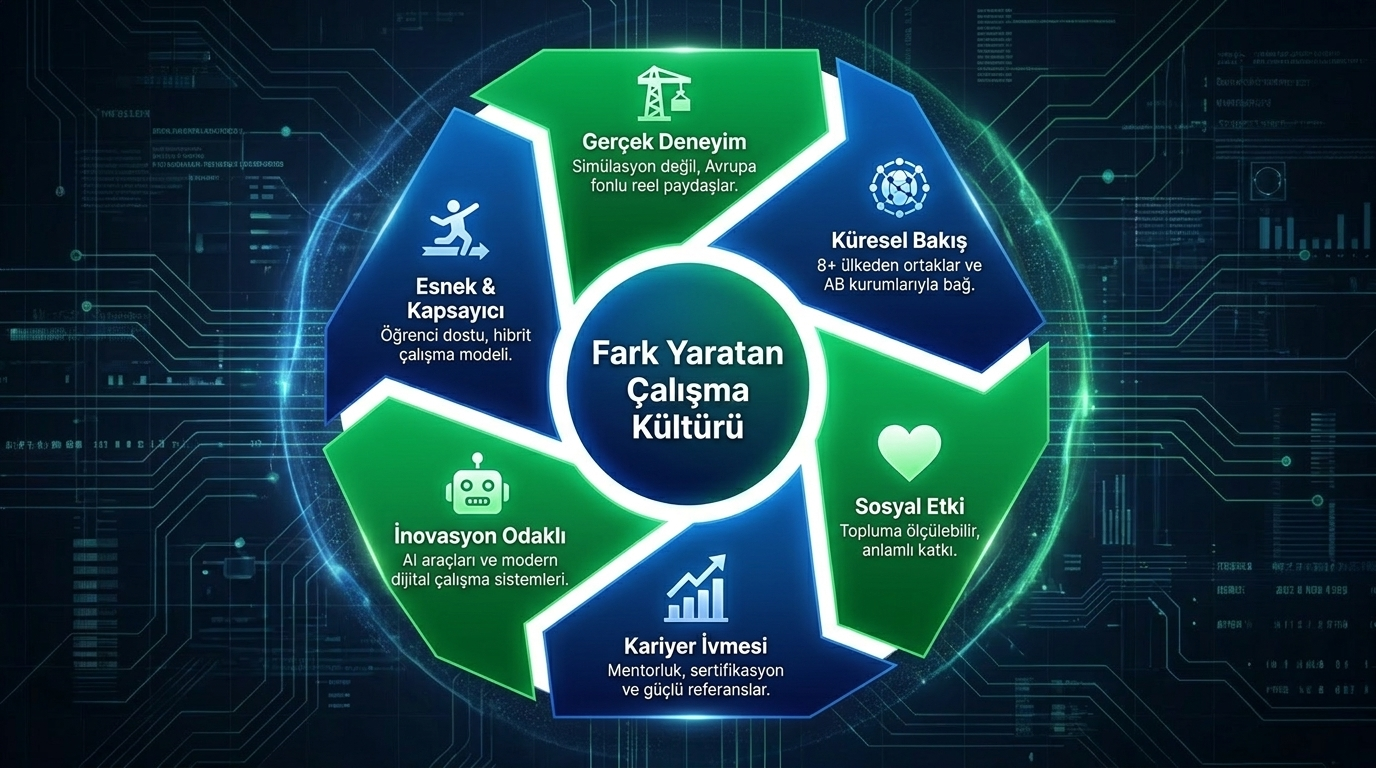 Gerçek Deneyim
Simülasyon değil, Avrupa
fonlu reel paydaşlar.
Küresel Bakış
8+ ülkeden ortaklar ve
AB kurumlarıyla bağ.
Sosyal Etki
Topluma ölçülebilir,
anlamlı katkı.
Kariyer İvmesi
Mentorluk, sertifikasyon
ve güçlü referanslar.
İnovasyon Odaklı
AI araçları ve modern
dijital çalışma sistemleri.
Esnek &
Kapsayıcı
Öğrenci dostu, hibrit
çalışma modeli.
Fark Yaratan
Çalışma
Kültürü